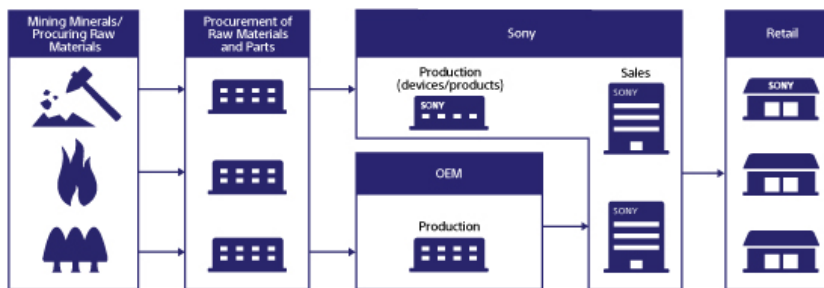 Mining Minerals/
Procuring Raw
Materials
Procurement of
Raw Materials
and Parts
Sony
Retail
Production
(devices/products)
SONY
Sales
SONY
SONY
OEM
Production
SONY